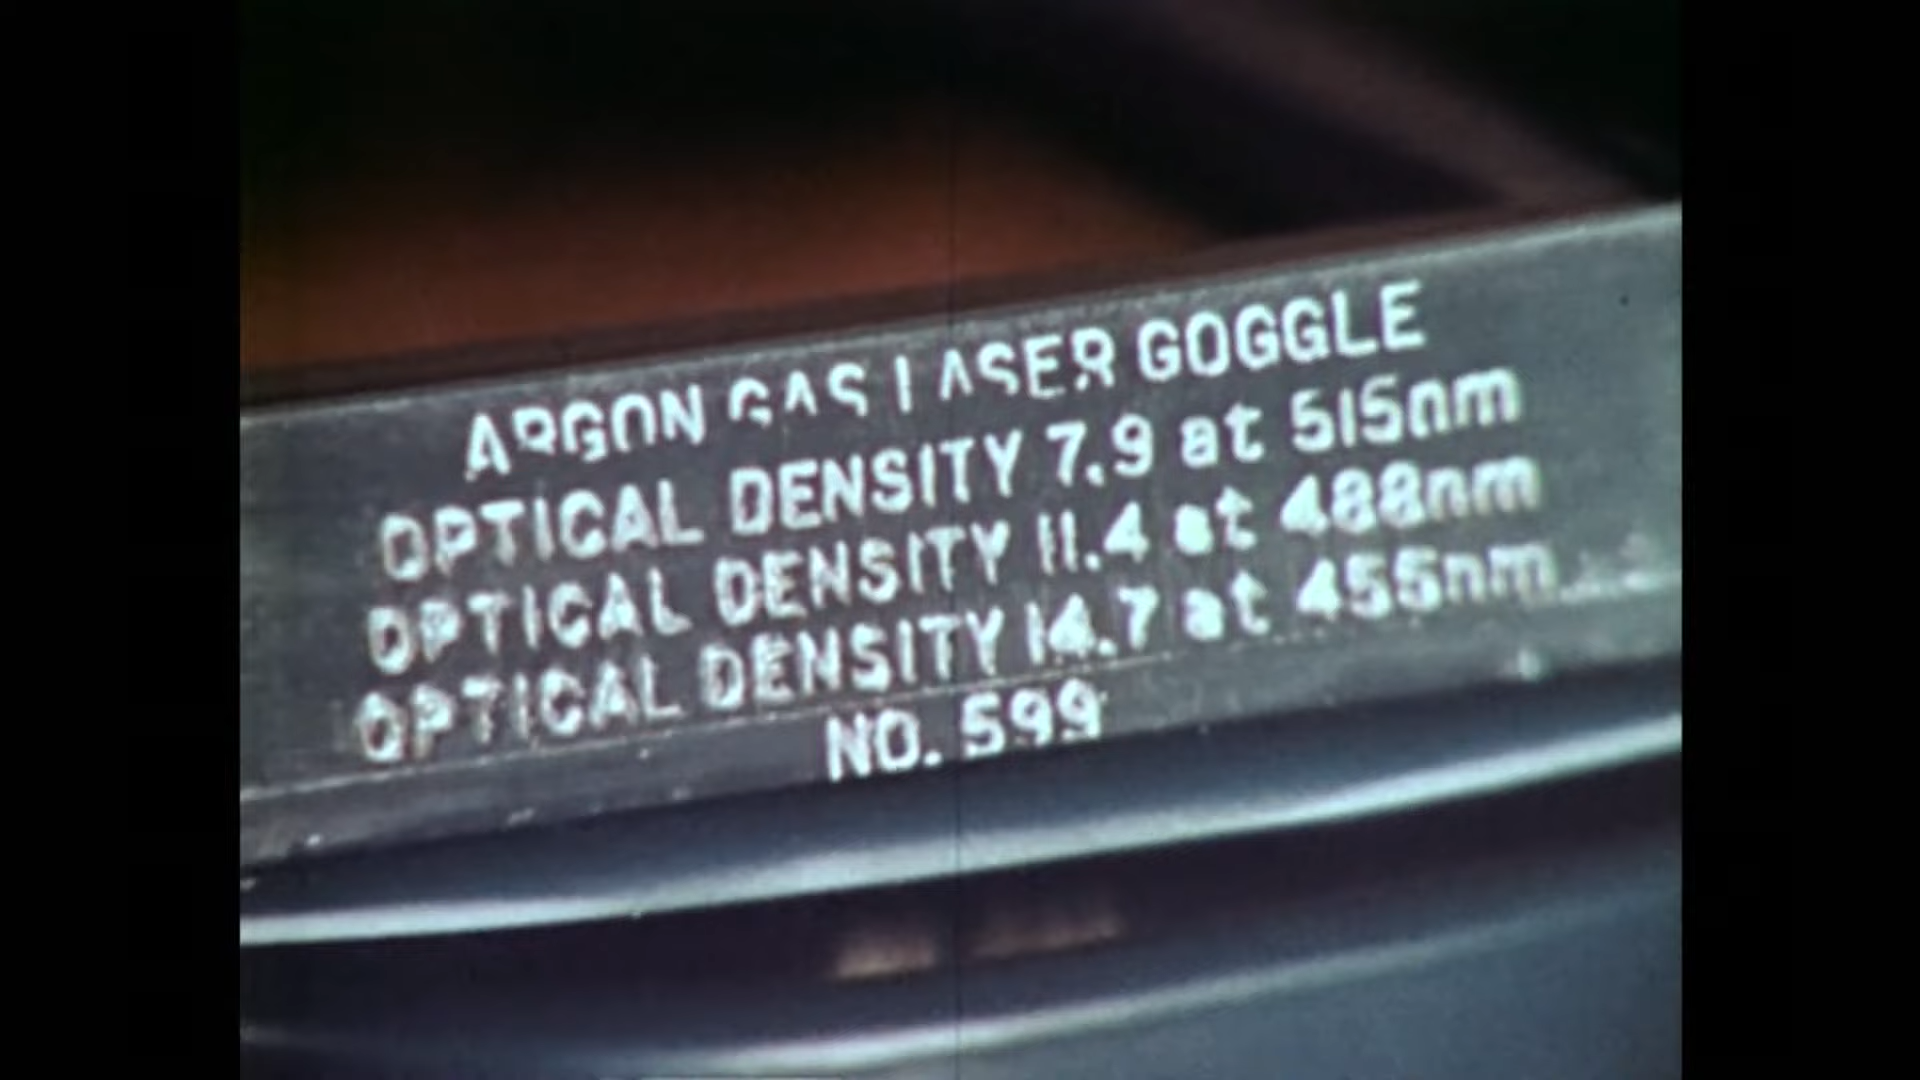 ARGON GAS LASER GOGGLE
OPTICAL DENSITY 7.9 at 515nm
OPTICAL DENSITY 11.4 at 488nm
OPTICAL DENSITY 14.7 at 455nm
NO. 599